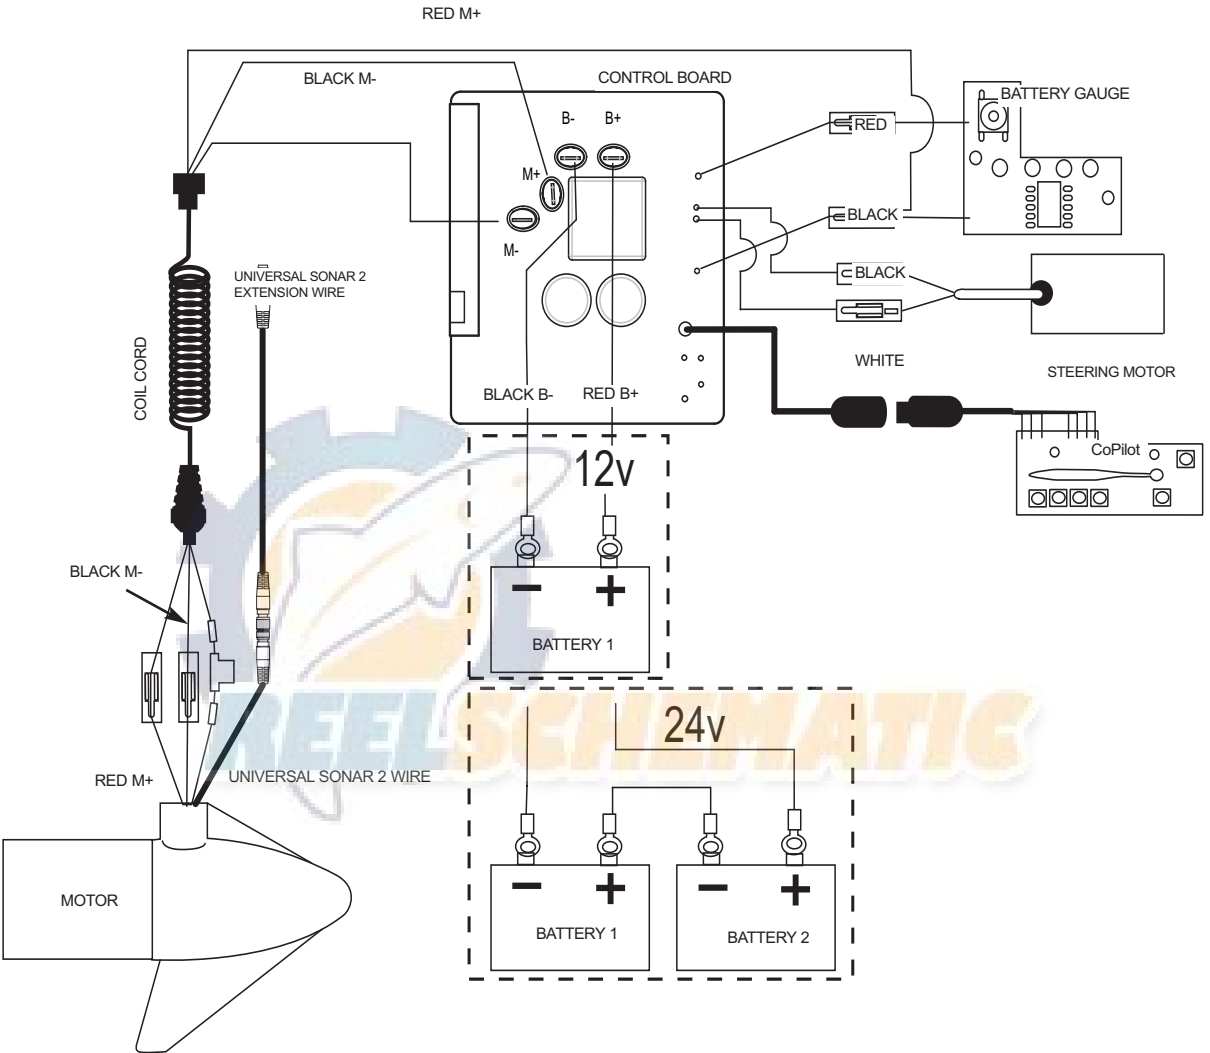 RED M+
BLACK M-
CONTROL BOARD
BATTERY GAUGE
B-
B+
RED
M+
BLACK
M-
UNIVERSAL SONAR 2
EXTENSION WIRE
BLACK
COIL CORD
WHITE
STEERING MOTOR
BLACK B-
RED B+
CoPilot
12v
BLACK M-
BATTERY 1
REELSCHEMATIC
24v
RED M+
UNIVERSAL SONAR 2 WIRE
MOTOR
BATTERY 1
BATTERY 2